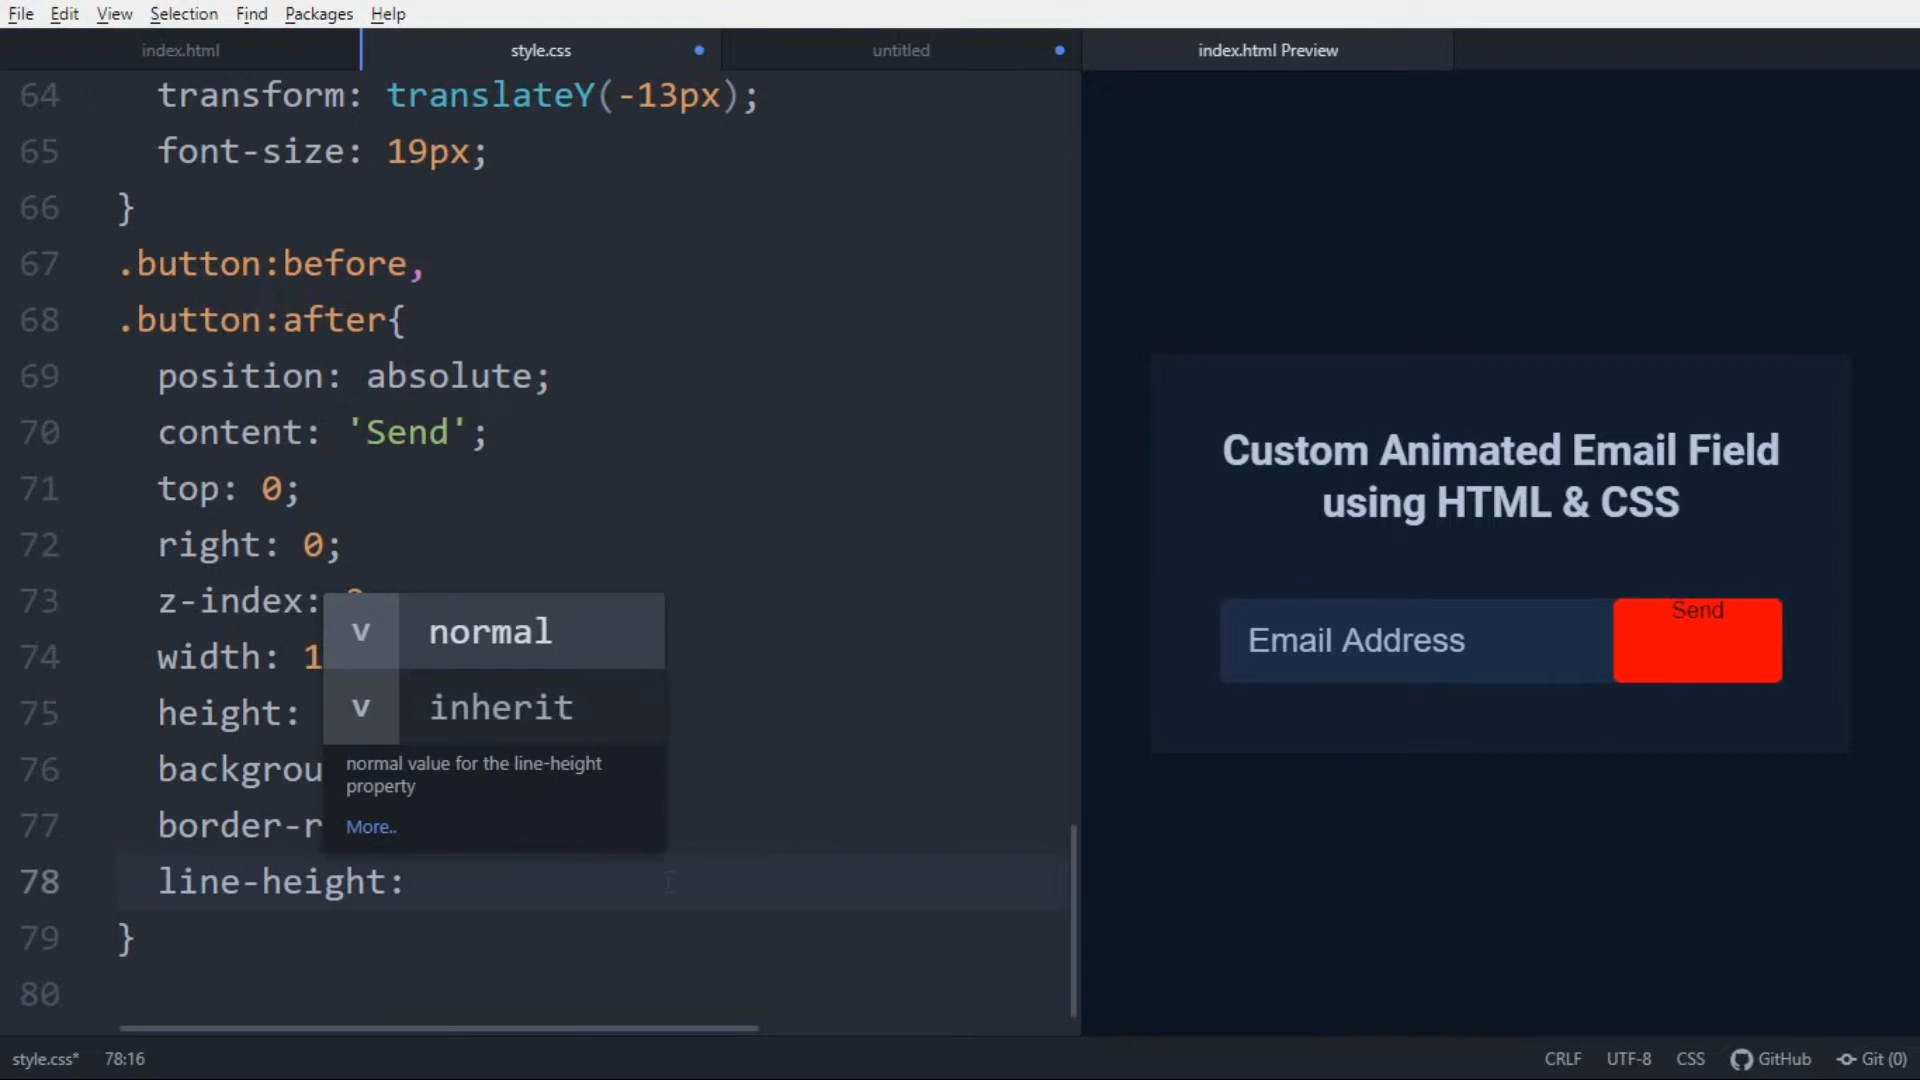 File Edit View Selection Find Packages Help
index.html style.css untitled index.html Preview
64 transform: translateY(-13px);
65 font-size: 19px;
66 }
67 .button:before,
68 .button:after{
69 position: absolute;
70 content: 'Send';
71 top: 0;
72 right: 0;
73 z-index:
74 width: 1
75 height:
76 backgrou
77 border-r
78 line-height:
79 }
80
v normal
v inherit
normal value for the line-height
property
More..
Custom Animated Email Field
using HTML & CSS
Email Address
Send
style.css* 78:16 CRLF UTF-8 CSS GitHub Git (0)